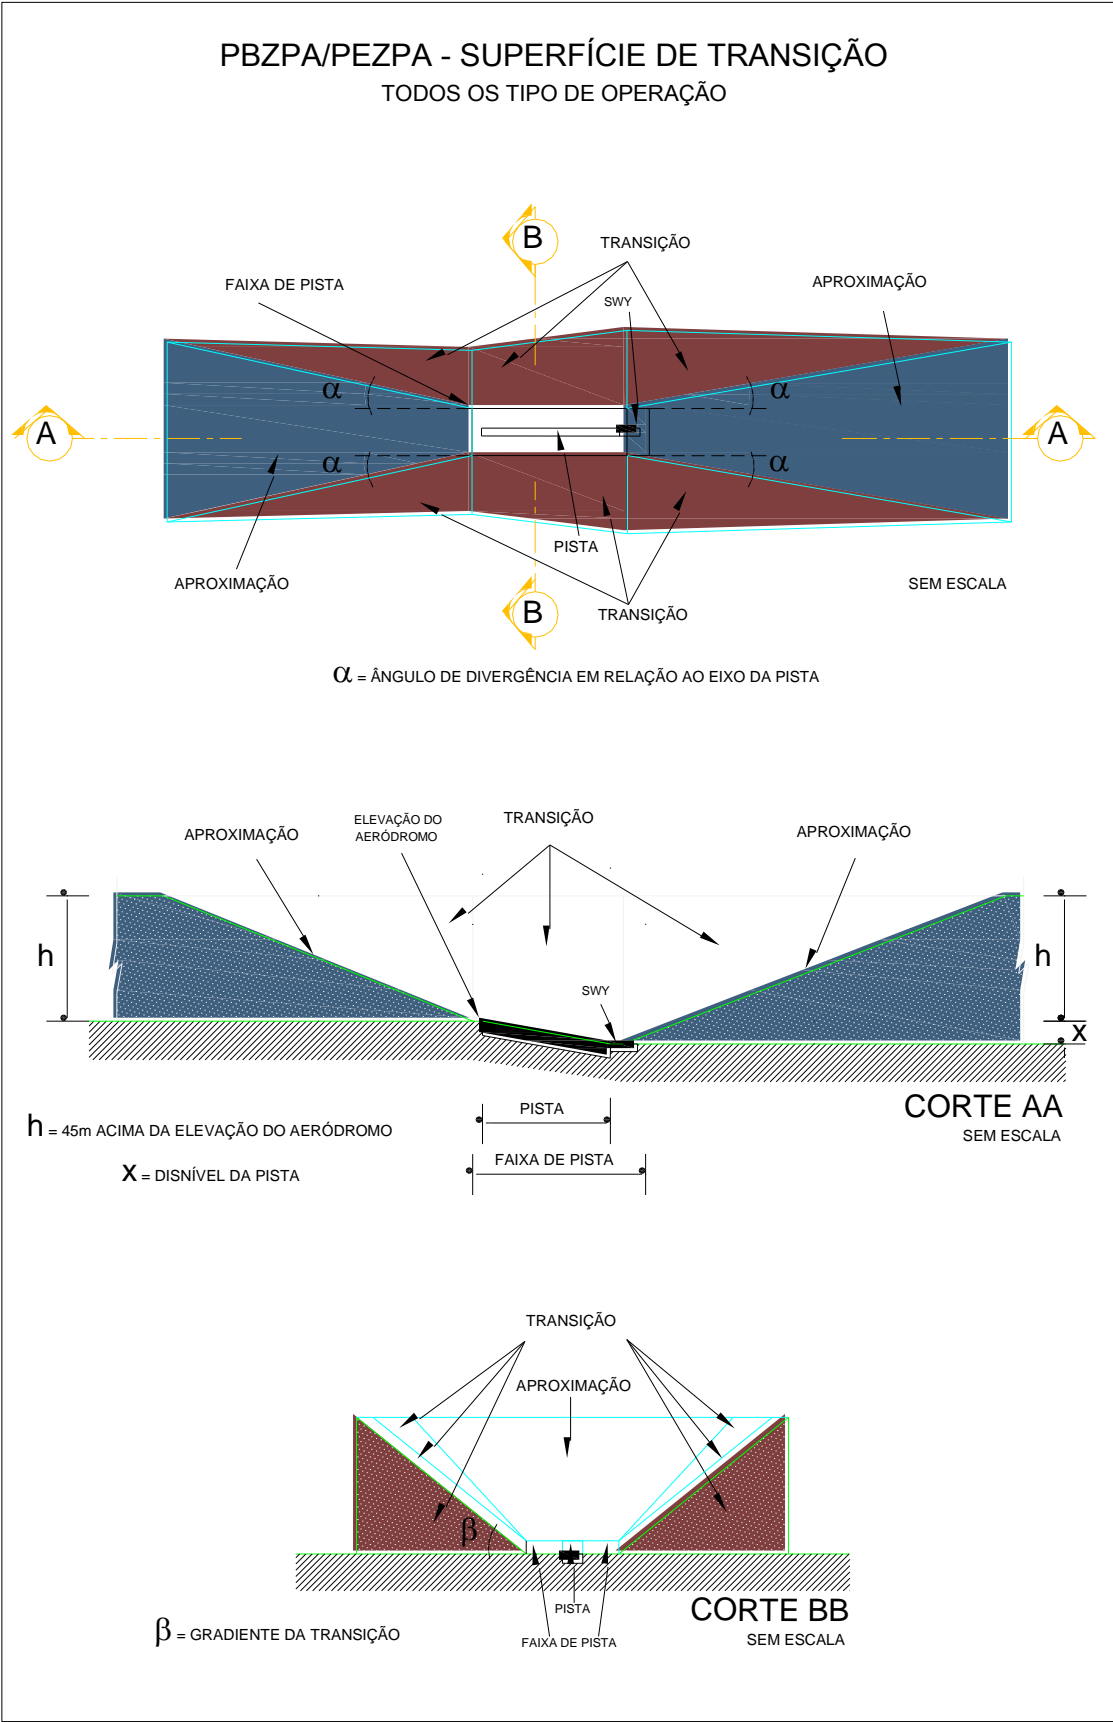 PBZPA/PEZPA - SUPERFÍCIE DE TRANSIÇÃO
TODOS OS TIPO DE OPERAÇÃO
B
TRANSIÇÃO
FAIXA DE PISTA
APROXIMAÇÃO
SWY
α
α
A
A
α
α
PISTA
APROXIMAÇÃO
SEM ESCALA
B
TRANSIÇÃO
α = ÂNGULO DE DIVERGÊNCIA EM RELAÇÃO AO EIXO DA PISTA
ELEVAÇÃO DO
AERÓDROMO
TRANSIÇÃO
APROXIMAÇÃO
APROXIMAÇÃO
h
h
SWY
X
PISTA
CORTE AA
SEM ESCALA
h = 45m ACIMA DA ELEVAÇÃO DO AERÓDROMO
FAIXA DE PISTA
X = DISNÍVEL DA PISTA
TRANSIÇÃO
APROXIMAÇÃO
β
PISTA
CORTE BB
β = GRADIENTE DA TRANSIÇÃO
FAIXA DE PISTA
SEM ESCALA